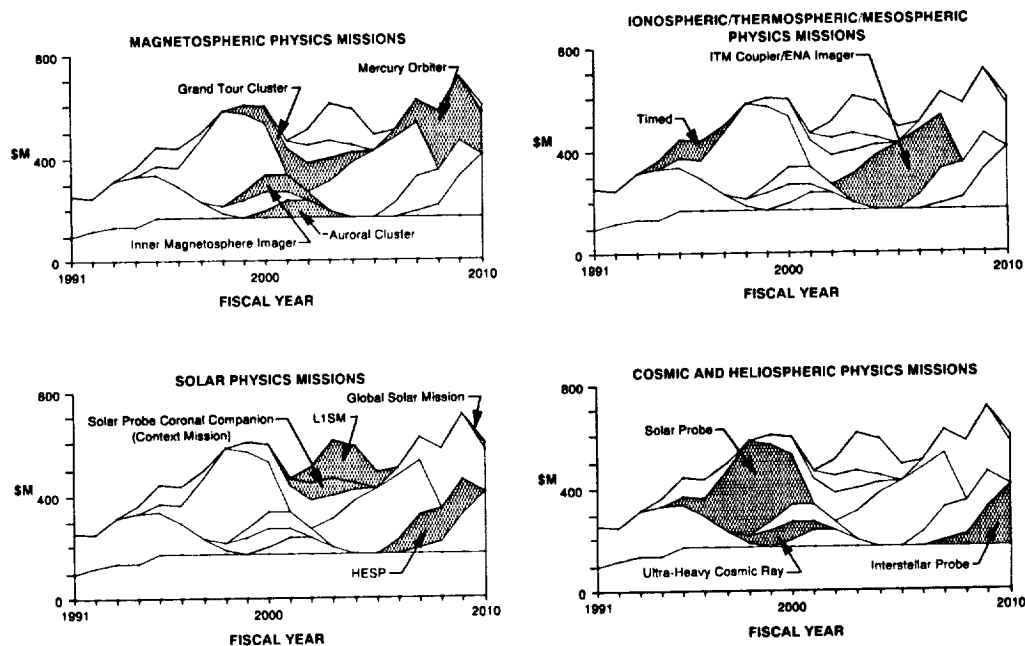 MAGNETOSPHERIC PHYSICS MISSIONS
800
Grand Tour Cluster
Mercury Orbiter
$M
400
Inner Magnetosphere Imager
Auroral Cluster
0
1991
2000
2010
FISCAL YEAR
IONOSPHERIC/THERMOSPHERIC/MESOSPHERIC
PHYSICS MISSIONS
800
ITM Coupler/ENA Imager
Timed
$M
400
0
1991
2000
2010
FISCAL YEAR
SOLAR PHYSICS MISSIONS
800
Global Solar Mission
Solar Probe Coronal Companion
(Context Mission)
L1SM
$M
400
HESP
0
1991
2000
2010
FISCAL YEAR
COSMIC AND HELIOSPHERIC PHYSICS MISSIONS
800
Solar Probe
$M
400
Ultra-Heavy Cosmic Ray
Interstellar Probe
0
1991
2000
2010
FISCAL YEAR